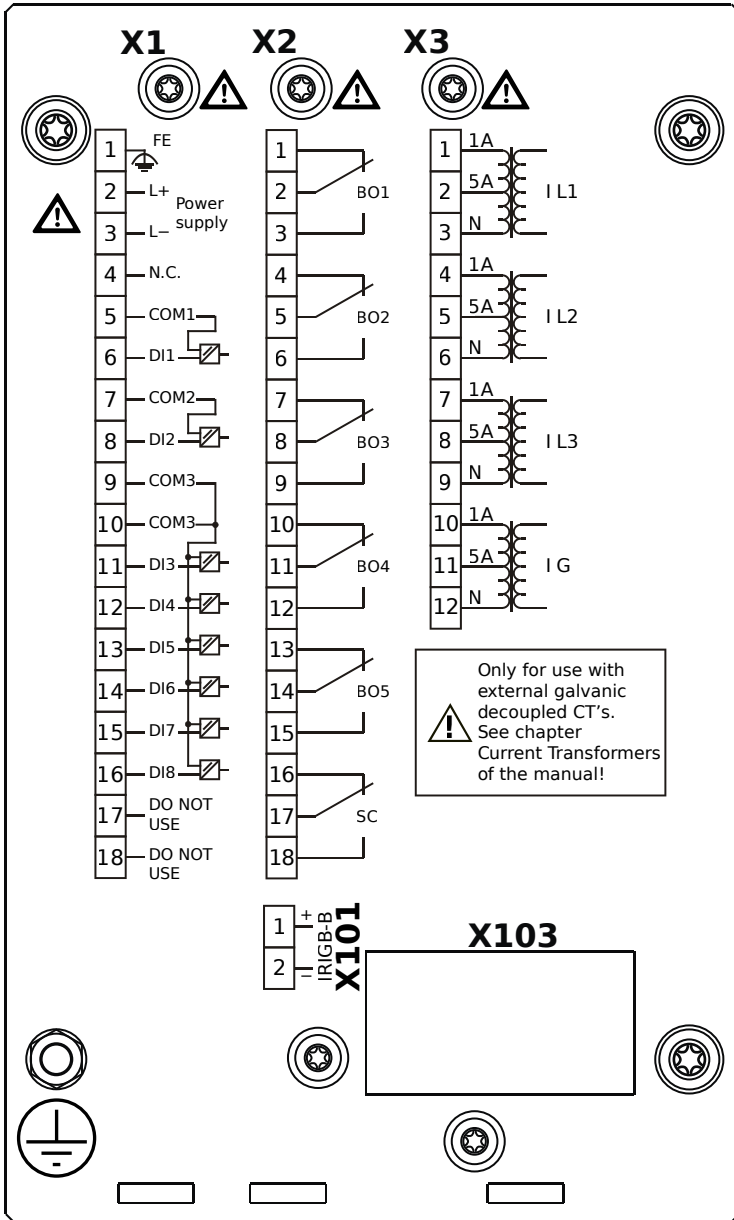 X1
X2
X3
1 FE
2 L+
Power
supply
3 L−
4 N.C.
5 COM1
6 DI1
7 COM2
8 DI2
9 COM3
10 COM3
11 DI3
12 DI4
13 DI5
14 DI6
15 DI7
16 DI8
17 DO NOT
USE
18 DO NOT
USE
1
2 BO1
3
4
5 BO2
6
7
8 BO3
9
10
11 BO4
12
13
14 BO5
15
16
17 SC
18
1 1A
2 5A I L1
3 N
4 1A
5 5A I L2
6 N
7 1A
8 5A I L3
9 N
10 1A
11 5A I G
12 N
Only for use with
external galvanic
decoupled CT's.
See chapter
Current Transformers
of the manual!
1 +
2 −
IRIGB-B
X101
X103